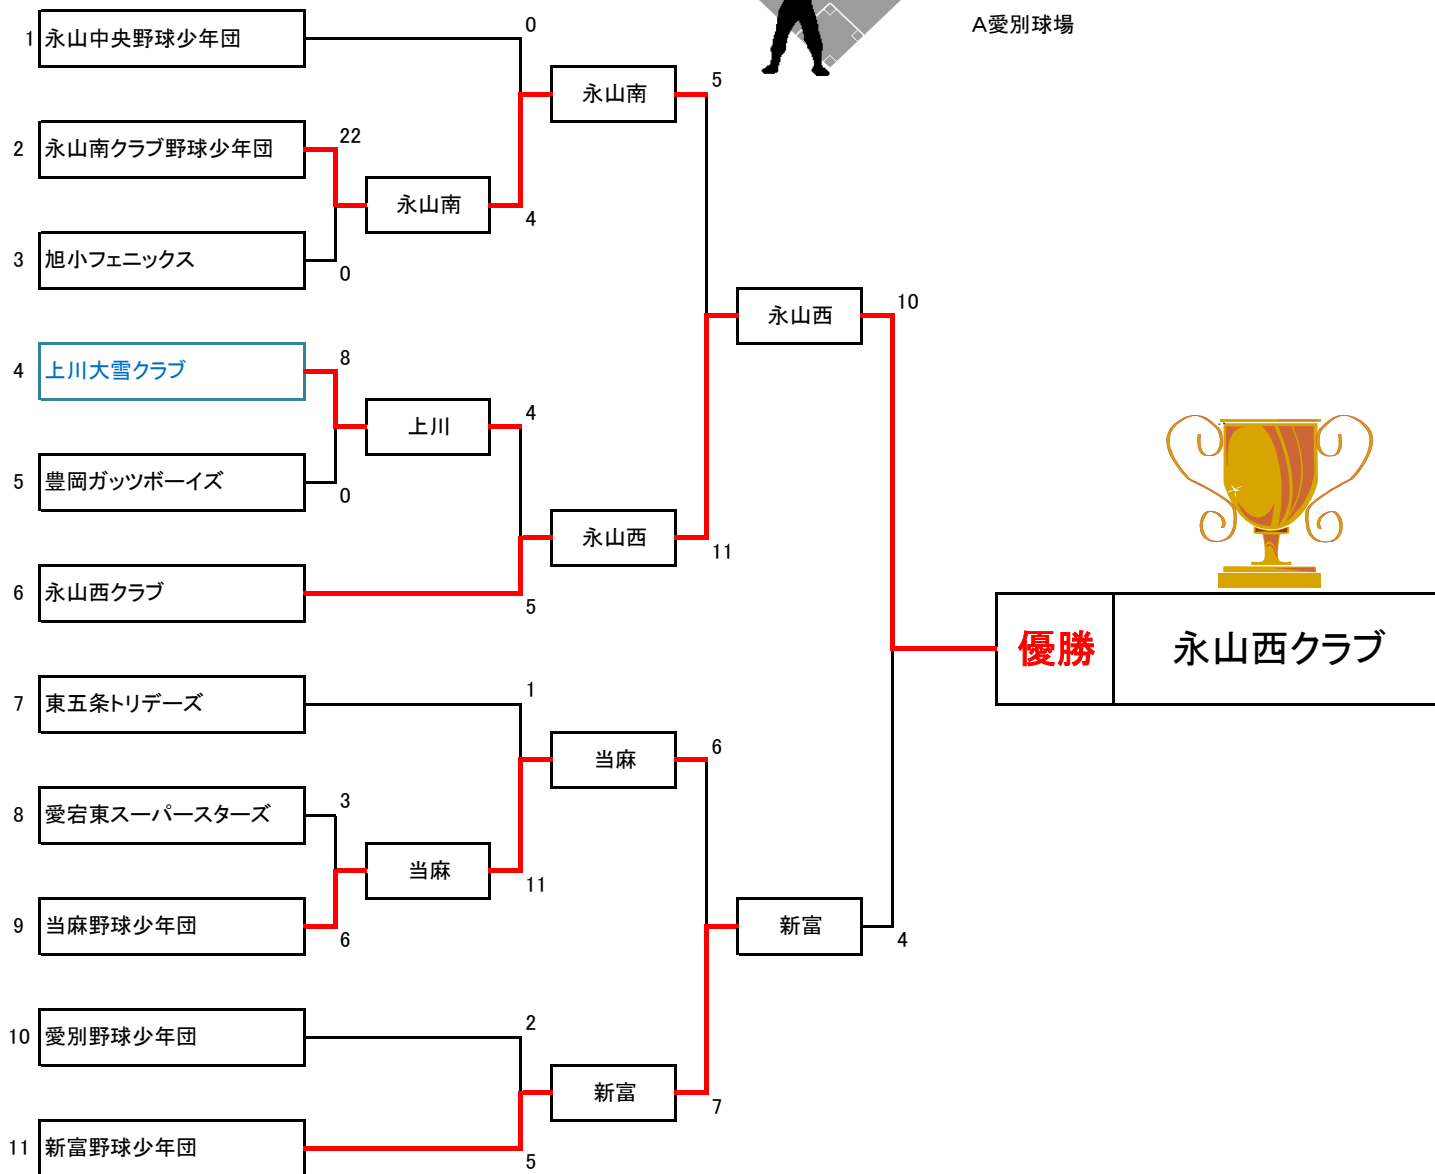 A愛別球場
0
1 永山中央野球少年団
5
永山南
22
2 永山南クラブ野球少年団
永山南
4
3 旭小フェニックス
0
10
永山西
8
4 上川大雪クラブ
4
上川
5 豊岡ガッツボーイズ
0
永山西
11
6 永山西クラブ
5
優勝 永山西クラブ
1
7 東五条トリデーズ
6
当麻
3
8 愛宕東スーパースターズ
当麻
11
9 当麻野球少年団
6
新富
4
2
10 愛別野球少年団
新富
7
11 新富野球少年団
5